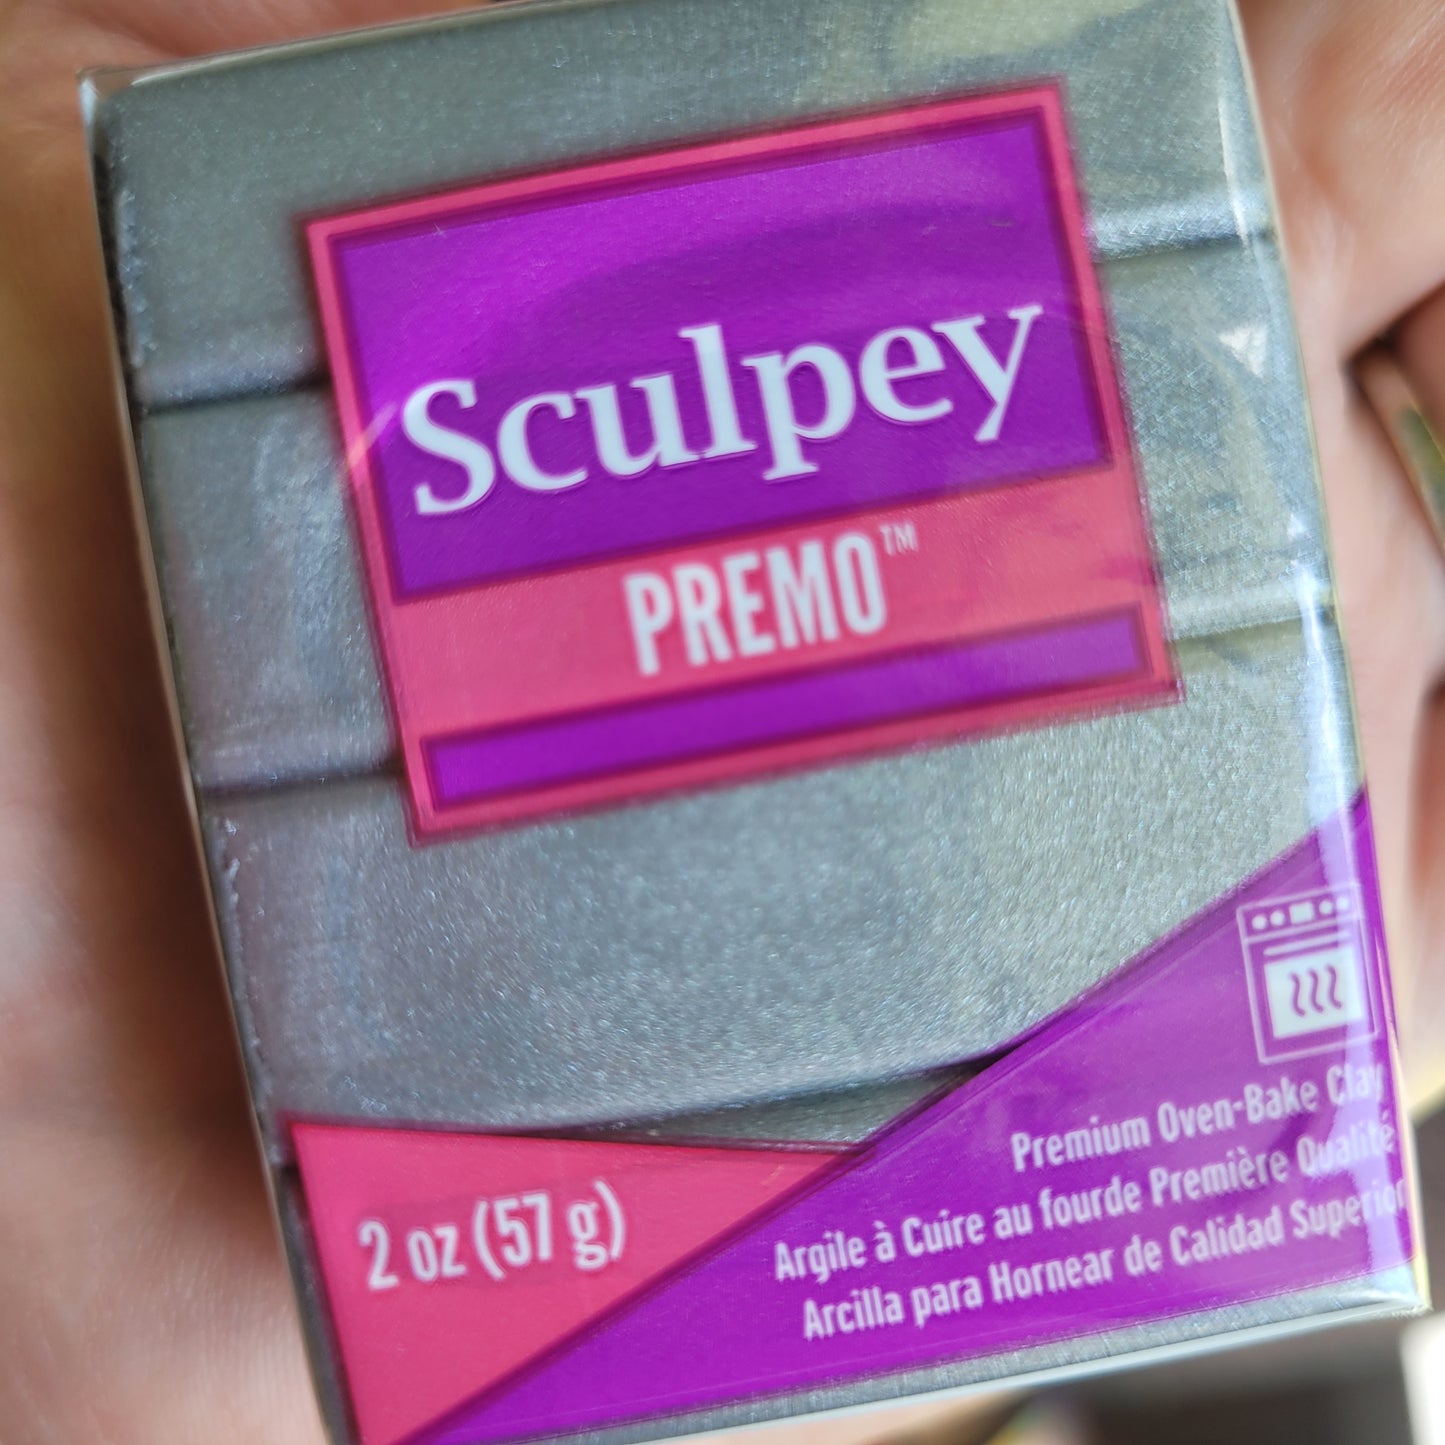 Sculpey
PREMO™
Premium Oven-Bake Clay
Argile à Cuire au fourde Première Qualité
Arcilla para Hornear de Calidad Superior
2 oz (57 g)